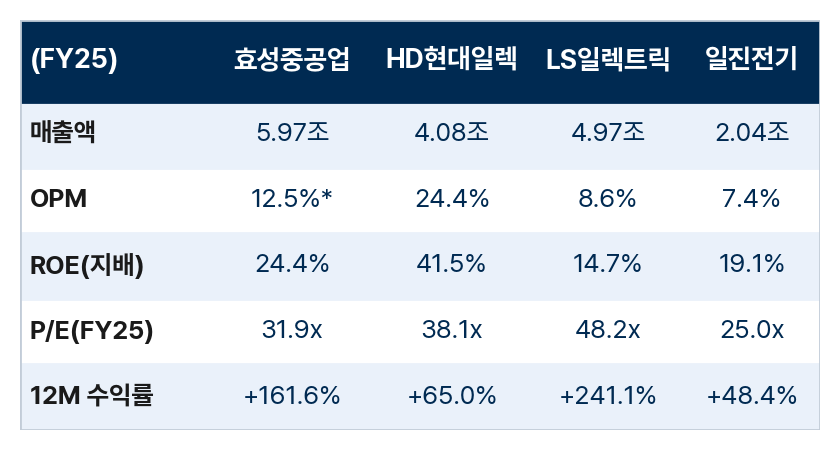 (FY25) 효성중공업 HD현대일렉 LS일렉트릭 일진전기
매출액 5.97조 4.08조 4.97조 2.04조
OPM 12.5%* 24.4% 8.6% 7.4%
ROE(지배) 24.4% 41.5% 14.7% 19.1%
P/E(FY25) 31.9x 38.1x 48.2x 25.0x
12M 수익률 +161.6% +65.0% +241.1% +48.4%